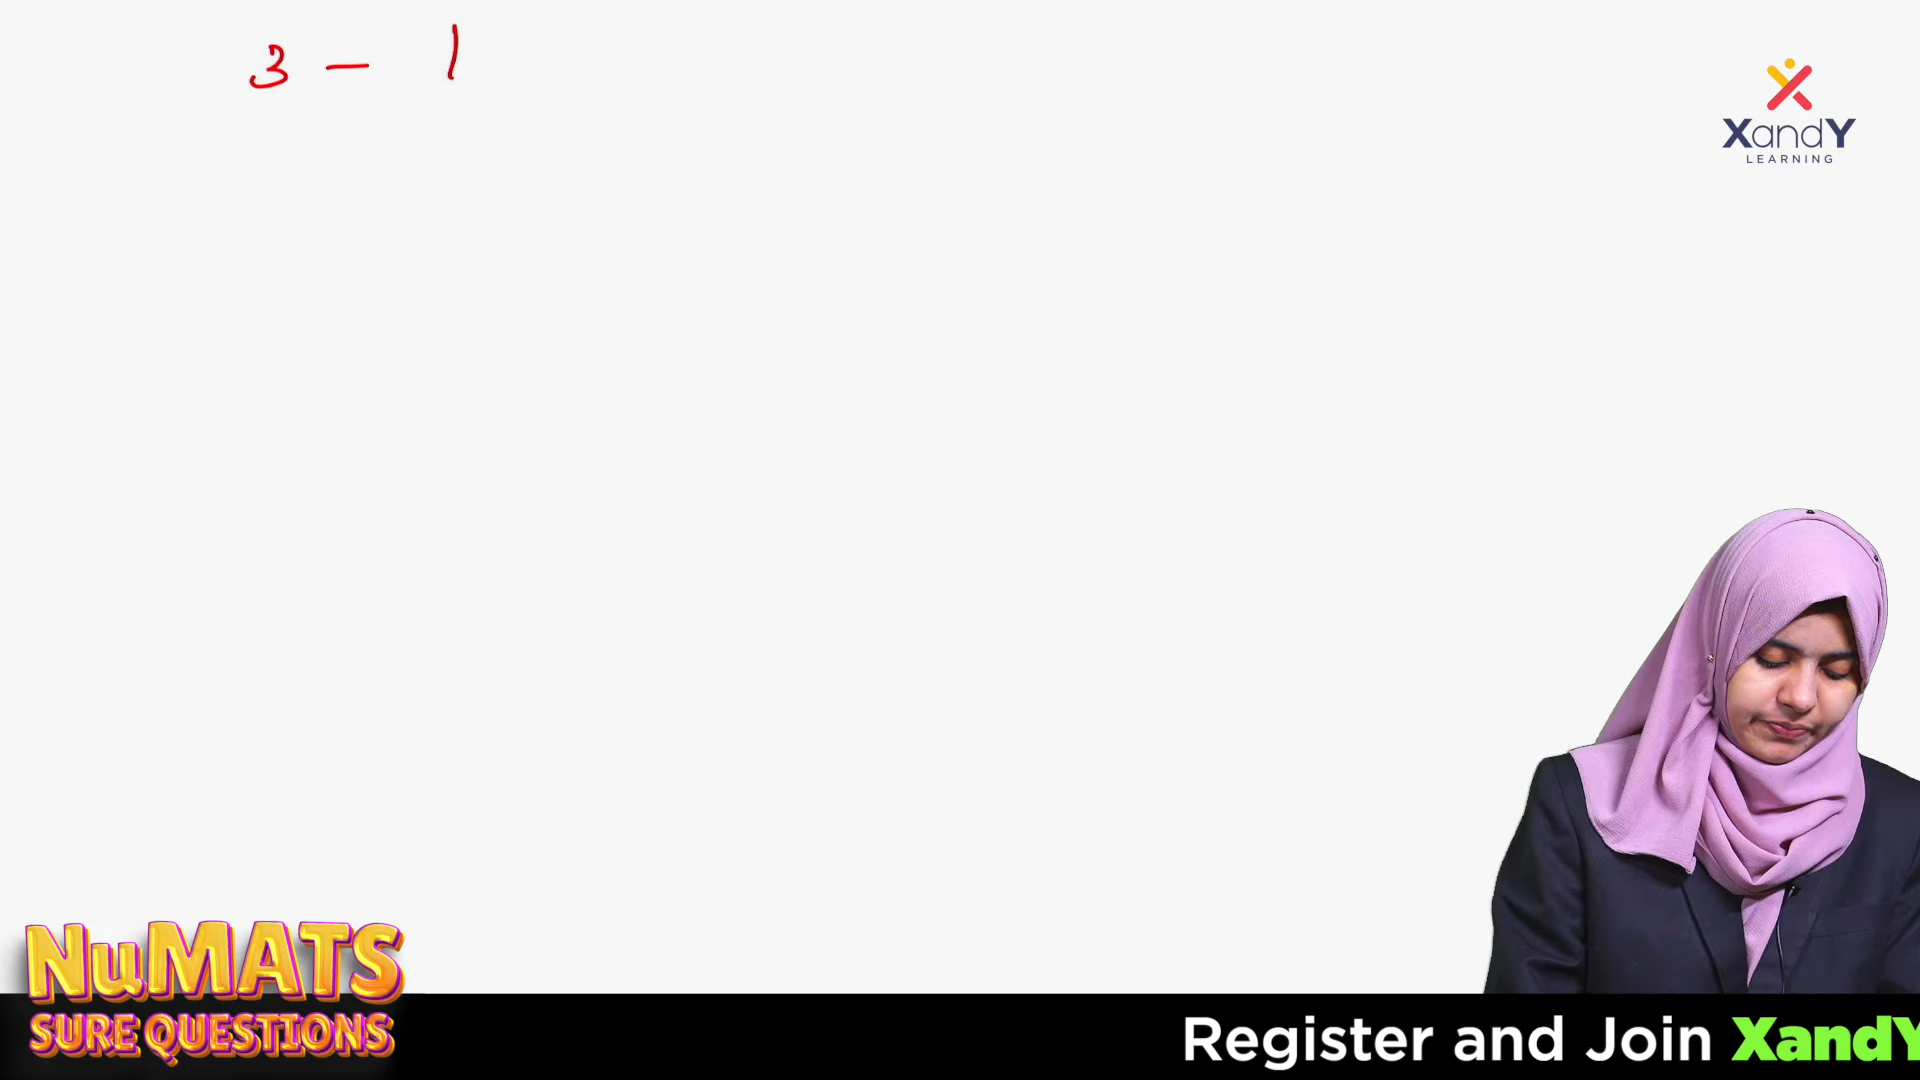 3 – 1
XandY
LEARNING
NuMATS
SURE QUESTIONS
Register and Join XandY